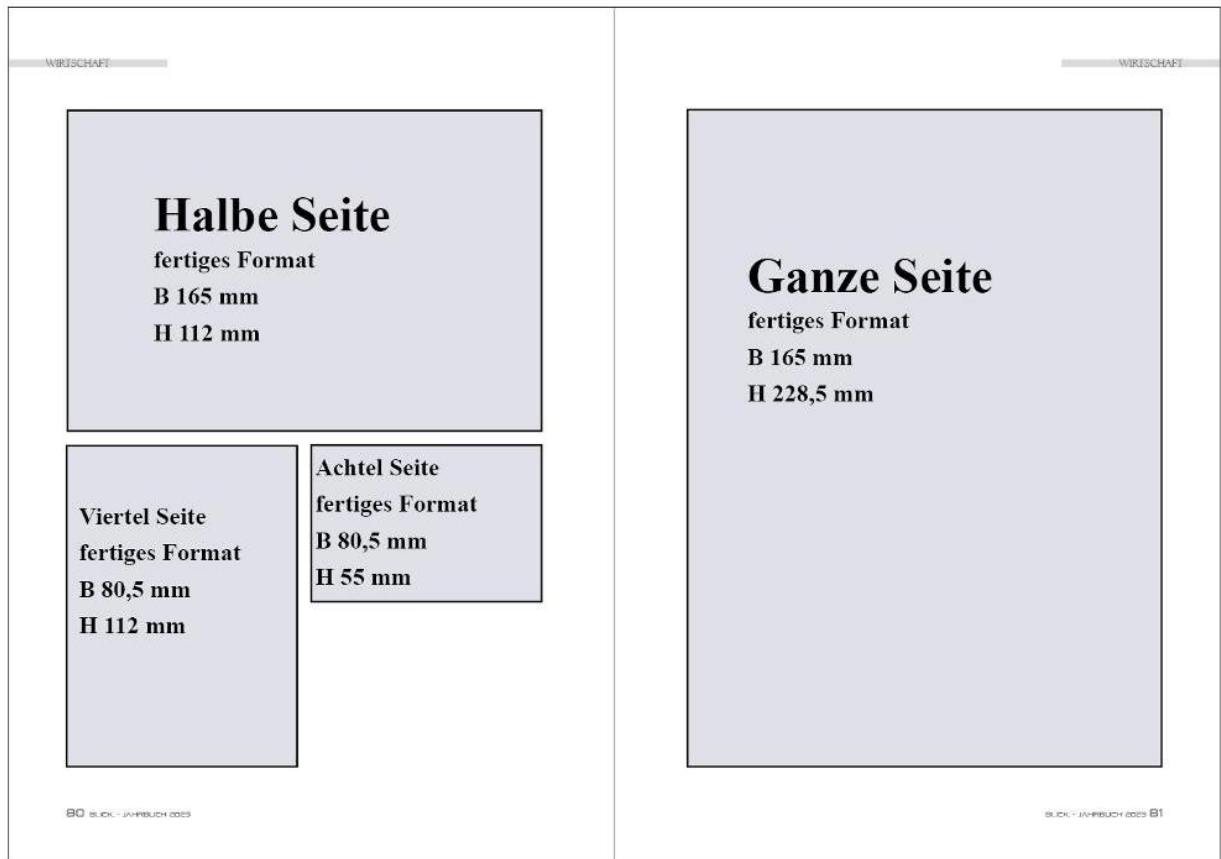 WIRTSCHAFT
Halbe Seite
fertiges Format
B 165 mm
H 112 mm
Viertel Seite
fertiges Format
B 80,5 mm
H 112 mm
Achtel Seite
fertiges Format
B 80,5 mm
H 55 mm
80 BLICK - JAHRBUCH 2023
WIRTSCHAFT
Ganze Seite
fertiges Format
B 165 mm
H 228,5 mm
BLICK - JAHRBUCH 2023 81